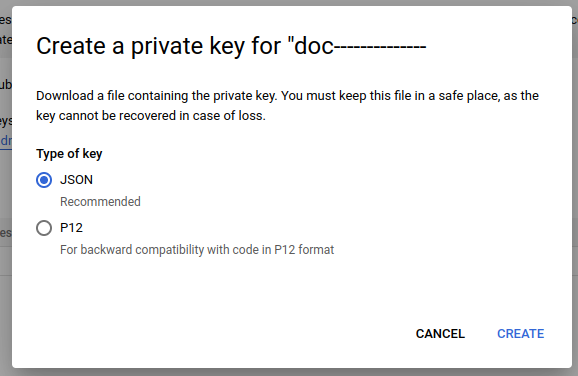 Create a private key for "doc--------------
Download a file containing the private key. You must keep this file in a safe place, as the
key cannot be recovered in case of loss.
Type of key
JSON
Recommended
P12
For backward compatibility with code in P12 format
CANCEL
CREATE